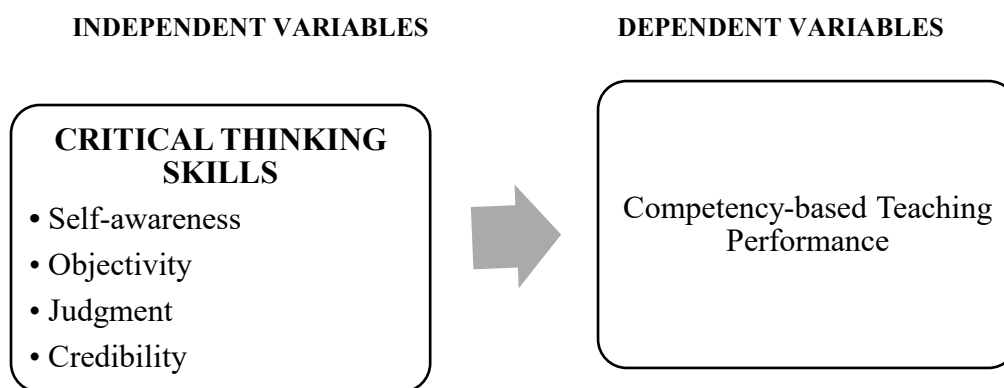 INDEPENDENT VARIABLES
DEPENDENT VARIABLES
CRITICAL THINKING
SKILLS
• Self-awareness
• Objectivity
• Judgment
• Credibility
Competency-based Teaching
Performance